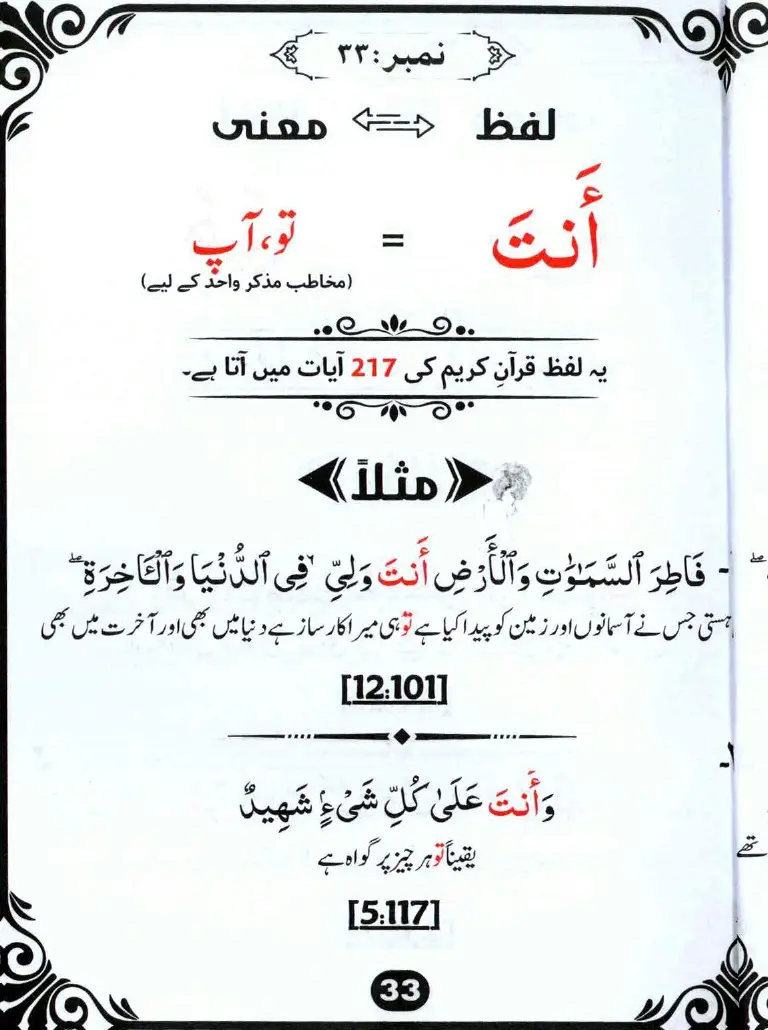 نمبر:۳۳
لفظ معنی
أَنتَ = تو، آپ
(مخاطب مذکر واحد کے لیے)
یہ لفظ قرآنِ کریم کی 217 آیات میں آتا ہے۔
مثلاً
فَاطِرَ ٱلسَّمَـٰوَٰتِ وَٱلْأَرْضِ أَنتَ وَلِىِّۦ فِى ٱلدُّنْيَا وَٱلْـَٔاخِرَةِ ۖ
ہستی جس نے آسمانوں اور زمین کو پیدا کیا ہے تو ہی میرا کارساز ہے دنیا میں بھی اور آخرت میں بھی
[12:101]
وَأَنتَ عَلَىٰ كُلِّ شَىْءٍ شَهِيدٌ
یقیناً تو ہر چیز پر گواہ ہے
[5:117]
33
تھے